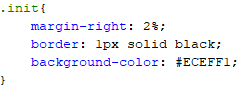 .init{
    margin-right: 2%;
    border: 1px solid black;
    background-color: #ECEFF1;
}